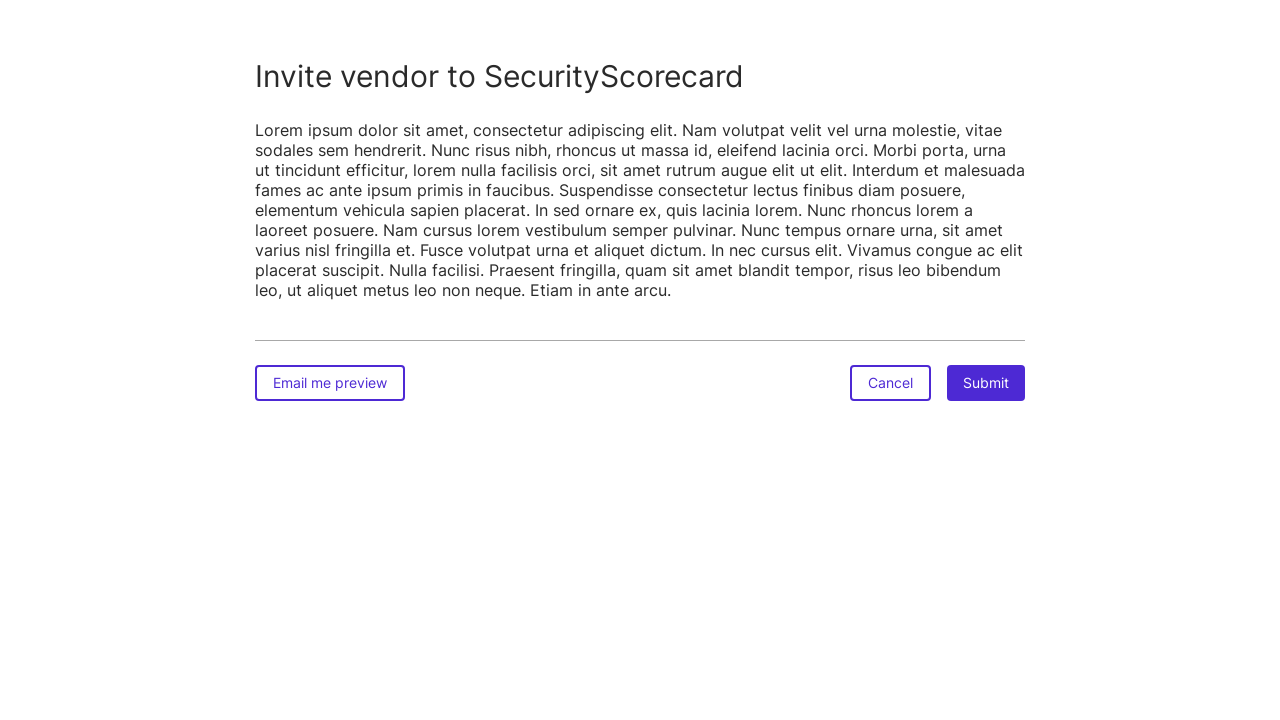 Invite vendor to SecurityScorecard
Lorem ipsum dolor sit amet, consectetur adipiscing elit. Nam volutpat velit vel urna molestie, vitae
sodales sem hendrerit. Nunc risus nibh, rhoncus ut massa id, eleifend lacinia orci. Morbi porta, urna
ut tincidunt efficitur, lorem nulla facilisis orci, sit amet rutrum augue elit ut elit. Interdum et malesuada
fames ac ante ipsum primis in faucibus. Suspendisse consectetur lectus finibus diam posuere,
elementum vehicula sapien placerat. In sed ornare ex, quis lacinia lorem. Nunc rhoncus lorem a
laoreet posuere. Nam cursus lorem vestibulum semper pulvinar. Nunc tempus ornare urna, sit amet
varius nisl fringilla et. Fusce volutpat urna et aliquet dictum. In nec cursus elit. Vivamus congue ac elit
placerat suscipit. Nulla facilisi. Praesent fringilla, quam sit amet blandit tempor, risus leo bibendum
leo, ut aliquet metus leo non neque. Etiam in ante arcu.
Email me preview
Cancel
Submit